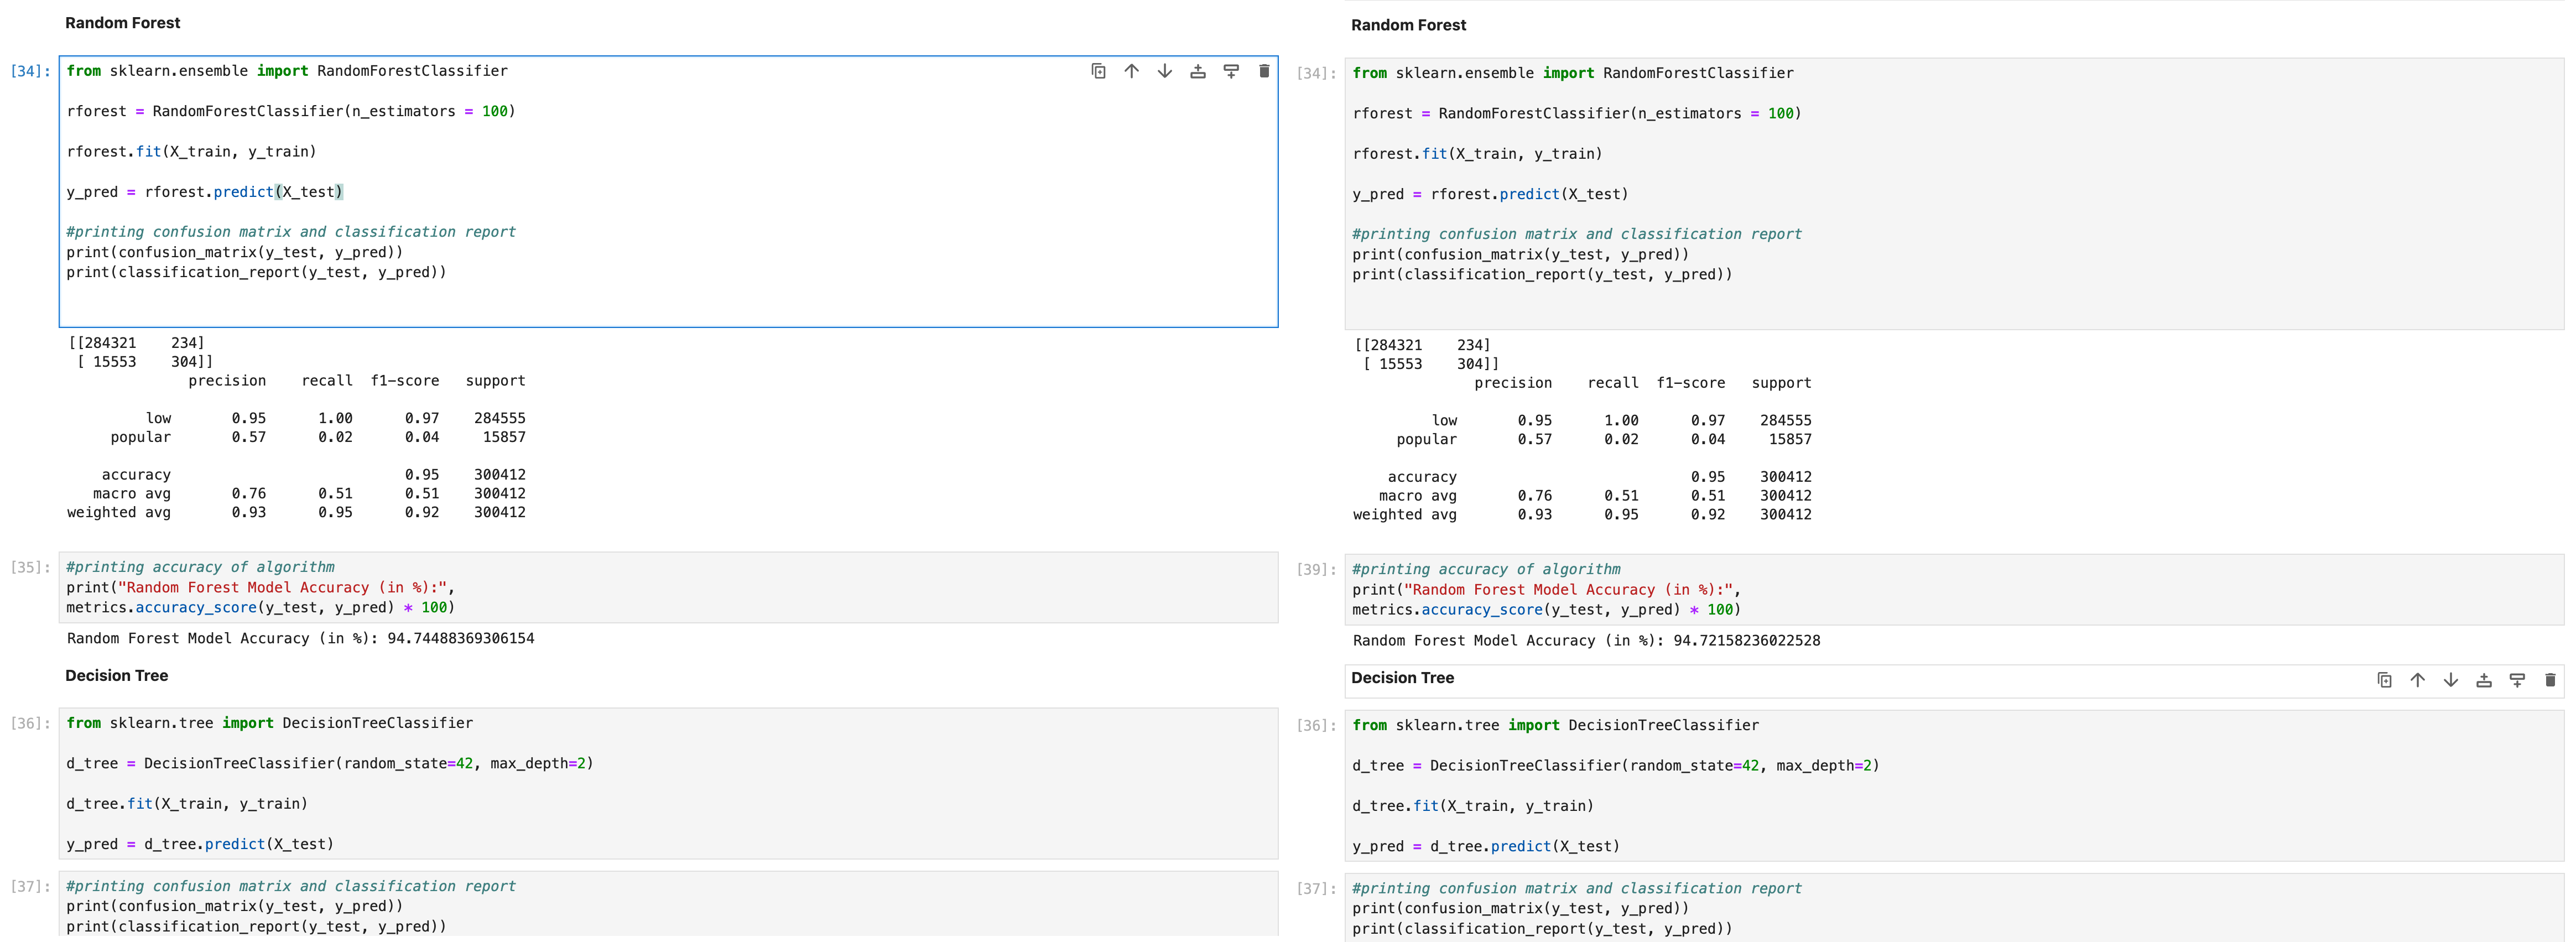 Random Forest
[34]:
from sklearn.ensemble import RandomForestClassifier
rforest = RandomForestClassifier(n_estimators = 100)
rforest.fit(X_train, y_train)
y_pred = rforest.predict(X_test)
#printing confusion matrix and classification report
print(confusion_matrix(y_test, y_pred))
print(classification_report(y_test, y_pred))
[[284321    234]
 [ 15553    304]]
              precision    recall  f1-score   support
         low       0.95      1.00      0.97    284555
     popular       0.57      0.02      0.04     15857
    accuracy                           0.95    300412
   macro avg       0.76      0.51      0.51    300412
weighted avg       0.93      0.95      0.92    300412
[35]:
#printing accuracy of algorithm
print("Random Forest Model Accuracy (in %):",
metrics.accuracy_score(y_test, y_pred) * 100)
Random Forest Model Accuracy (in %): 94.74488369306154
Decision Tree
[36]:
from sklearn.tree import DecisionTreeClassifier
d_tree = DecisionTreeClassifier(random_state=42, max_depth=2)
d_tree.fit(X_train, y_train)
y_pred = d_tree.predict(X_test)
[37]:
#printing confusion matrix and classification report
print(confusion_matrix(y_test, y_pred))
print(classification_report(y_test, y_pred))
Random Forest
[34]:
from sklearn.ensemble import RandomForestClassifier
rforest = RandomForestClassifier(n_estimators = 100)
rforest.fit(X_train, y_train)
y_pred = rforest.predict(X_test)
#printing confusion matrix and classification report
print(confusion_matrix(y_test, y_pred))
print(classification_report(y_test, y_pred))
[[284321    234]
 [ 15553    304]]
              precision    recall  f1-score   support
         low       0.95      1.00      0.97    284555
     popular       0.57      0.02      0.04     15857
    accuracy                           0.95    300412
   macro avg       0.76      0.51      0.51    300412
weighted avg       0.93      0.95      0.92    300412
[39]:
#printing accuracy of algorithm
print("Random Forest Model Accuracy (in %):",
metrics.accuracy_score(y_test, y_pred) * 100)
Random Forest Model Accuracy (in %): 94.72158236022528
Decision Tree
[36]:
from sklearn.tree import DecisionTreeClassifier
d_tree = DecisionTreeClassifier(random_state=42, max_depth=2)
d_tree.fit(X_train, y_train)
y_pred = d_tree.predict(X_test)
[37]:
#printing confusion matrix and classification report
print(confusion_matrix(y_test, y_pred))
print(classification_report(y_test, y_pred))